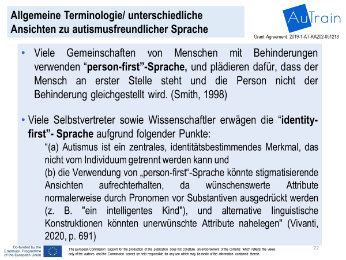 Allgemeine Terminologie/ unterschiedliche
Ansichten zu autismusfreundlicher Sprache
AuTrain
• Viele Gemeinschaften von Menschen mit Behinderungen
verwenden “person-first”-Sprache, und plädieren dafür, dass der
Mensch an erster Stelle steht und die Person nicht der
Behinderung gleichgestellt wird. (Smith, 1998)
• Viele Selbstvertreter sowie Wissenschaftler erwägen die “identity-
first”- Sprache aufgrund folgender Punkte:
“(a) Autismus ist ein zentrales, identitätsbestimmendes Merkmal, das
nicht vom Individuum getrennt werden kann und
(b) die Verwendung von „person-first“-Sprache könnte stigmatisierende
Ansichten aufrechterhalten, da wünschenswerte Attribute
normalerweise durch Pronomen vor Substantiven ausgedrückt werden
(z. B. "ein intelligentes Kind"), und alternative linguistische
Konstruktionen könnten unerwünschte Attribute nahelegen" (Vivanti,
2020, p. 691)
Co-funded by the
Erasmus+ Programme
of the European Union
The European Commission support for the production of this publication does not constitute an endorsement of the contents which reflects the views
only of the authors, and the Commission cannot be held responsible for any use which may be made of the information contained therein.
22